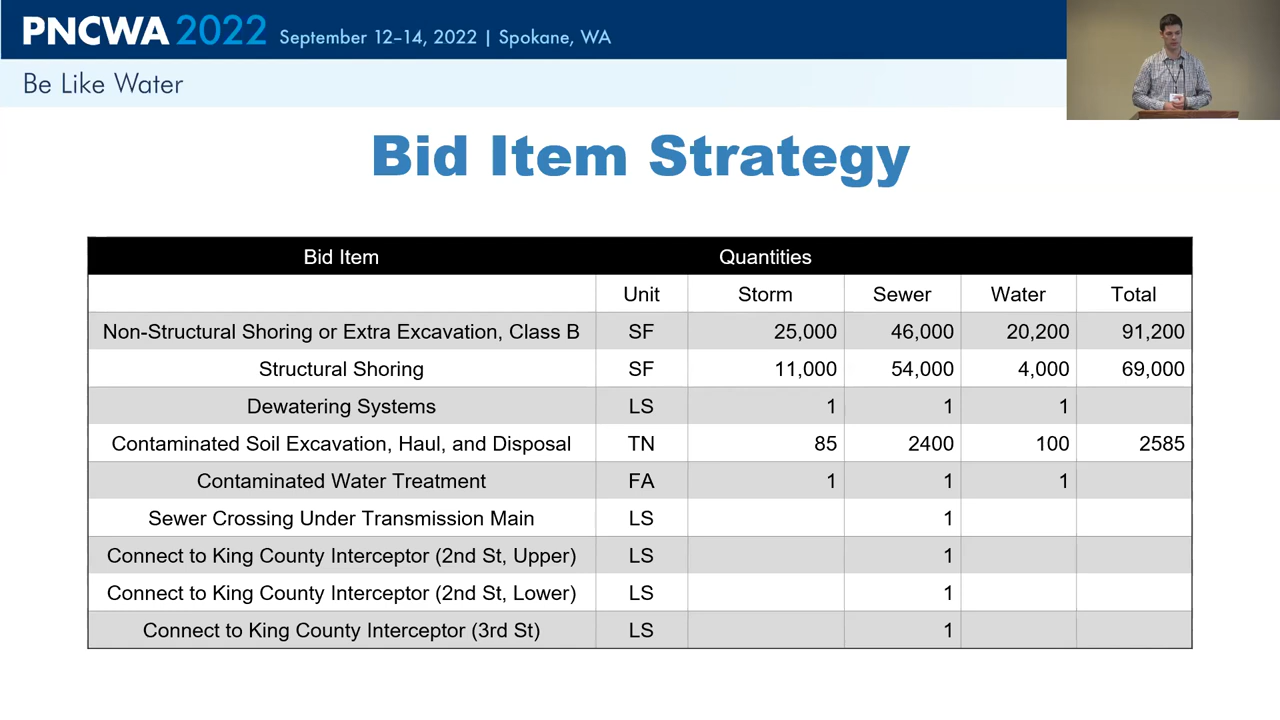 PNCWA 2022 September 12–14, 2022 | Spokane, WA
Be Like Water
Bid Item Strategy
Bid Item Quantities
Unit Storm Sewer Water Total
Non-Structural Shoring or Extra Excavation, Class B SF 25,000 46,000 20,200 91,200
Structural Shoring SF 11,000 54,000 4,000 69,000
Dewatering Systems LS 1 1 1
Contaminated Soil Excavation, Haul, and Disposal TN 85 2400 100 2585
Contaminated Water Treatment FA 1 1 1
Sewer Crossing Under Transmission Main LS 1
Connect to King County Interceptor (2nd St, Upper) LS 1
Connect to King County Interceptor (2nd St, Lower) LS 1
Connect to King County Interceptor (3rd St) LS 1